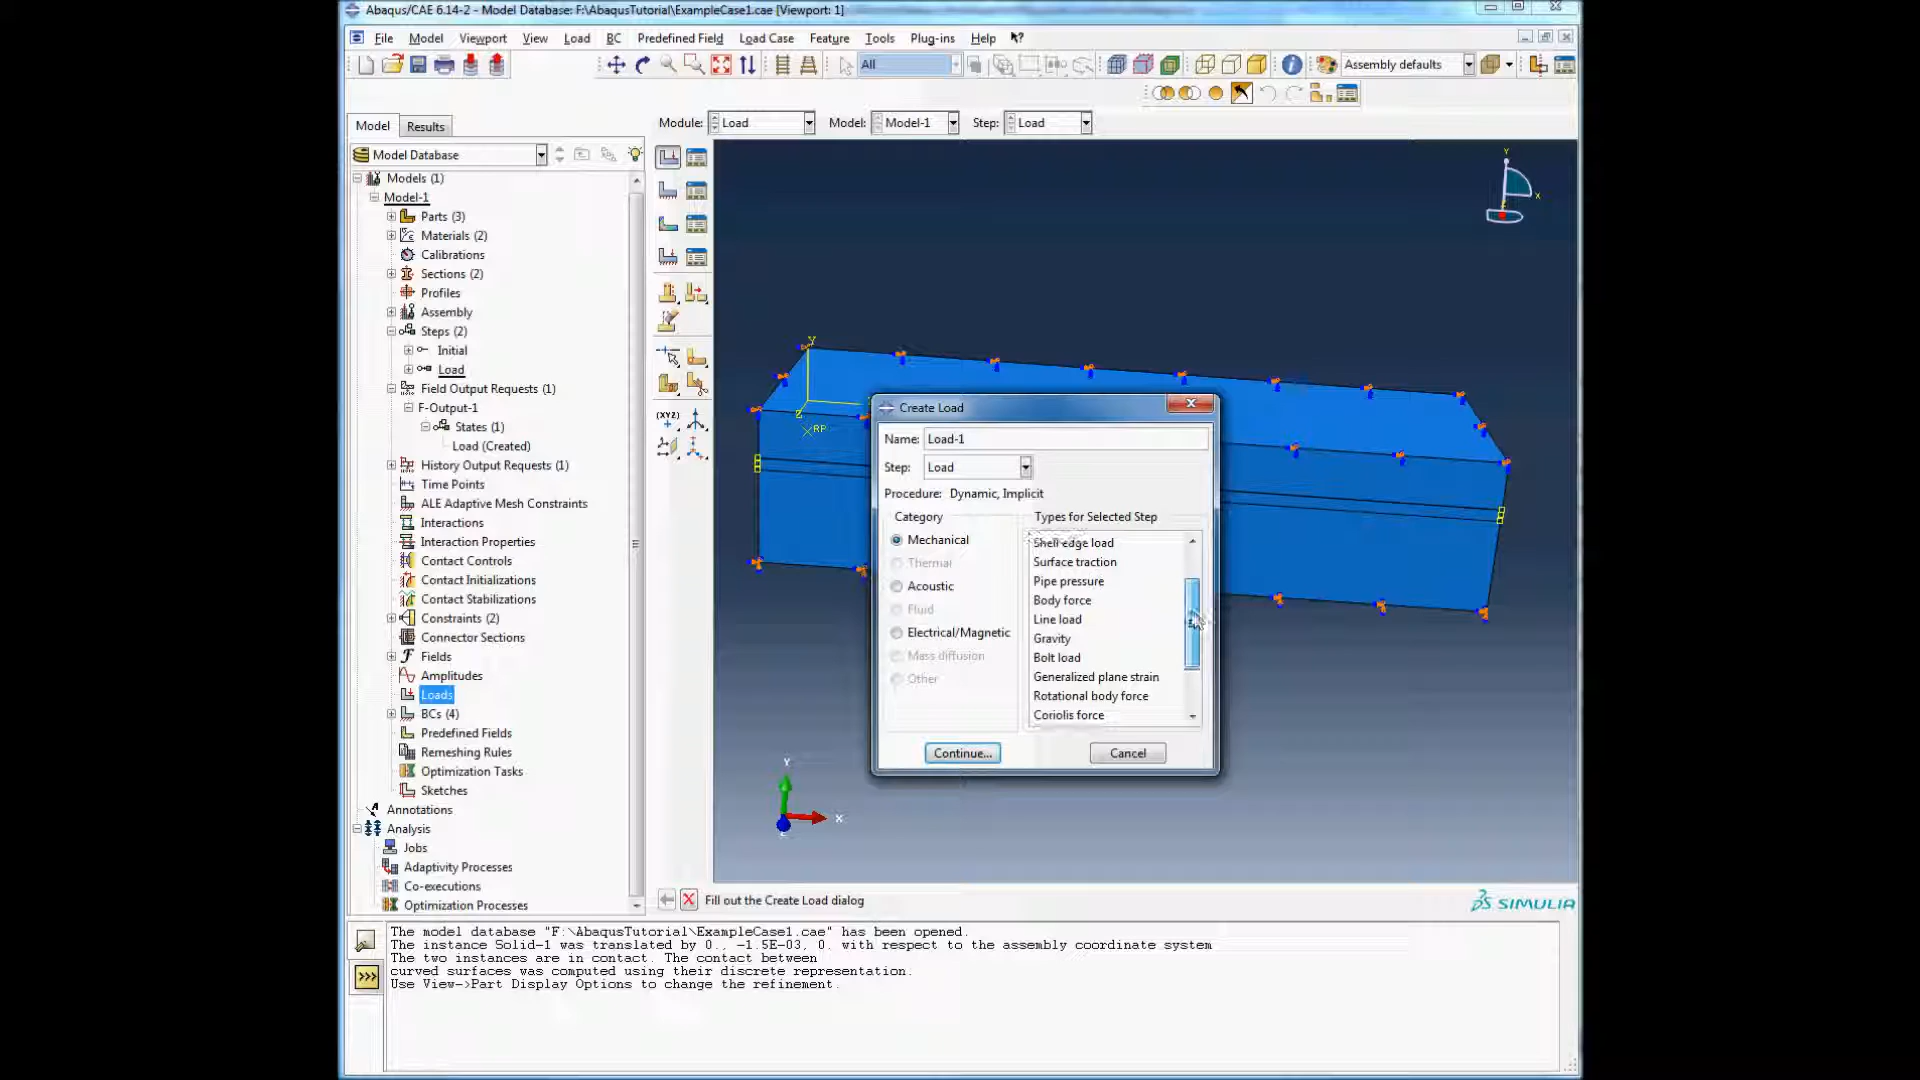 Abaqus/CAE 6.14-2 - Model Database: F:\AbaqusTutorial\ExampleCase1.cae [Viewport: 1]
File Model Viewport View Load BC Predefined Field Load Case Feature Tools Plug-ins Help
All
Assembly defaults
Model Results
Module: Load Model: Model-1 Step: Load
Model Database
Models (1)
Model-1
Parts (3)
Materials (2)
Calibrations
Sections (2)
Profiles
Assembly
Steps (2)
Initial
Load
Field Output Requests (1)
F-Output-1
States (1)
Load (Created)
History Output Requests (1)
Time Points
ALE Adaptive Mesh Constraints
Interactions
Interaction Properties
Contact Controls
Contact Initializations
Contact Stabilizations
Constraints (2)
Connector Sections
Fields
Amplitudes
Loads
BCs (4)
Predefined Fields
Remeshing Rules
Optimization Tasks
Sketches
Annotations
Analysis
Jobs
Adaptivity Processes
Co-executions
Optimization Processes
(XYZ)
Y
X
Y
Z
RP
Create Load
Name: Load-1
Step: Load
Procedure: Dynamic, Implicit
Category
Mechanical
Thermal
Acoustic
Fluid
Electrical/Magnetic
Mass diffusion
Other
Types for Selected Step
Shell edge load
Surface traction
Pipe pressure
Body force
Line load
Gravity
Bolt load
Generalized plane strain
Rotational body force
Coriolis force
Continue...
Cancel
Y
X
Fill out the Create Load dialog
SIMULIA
The model database "F:\AbaqusTutorial\ExampleCase1.cae" has been opened.
The instance Solid-1 was translated by 0., -1.5E-03, 0. with respect to the assembly coordinate system
The two instances are in contact. The contact between
curved surfaces was computed using their discrete representation.
Use View->Part Display Options to change the refinement.
>>>